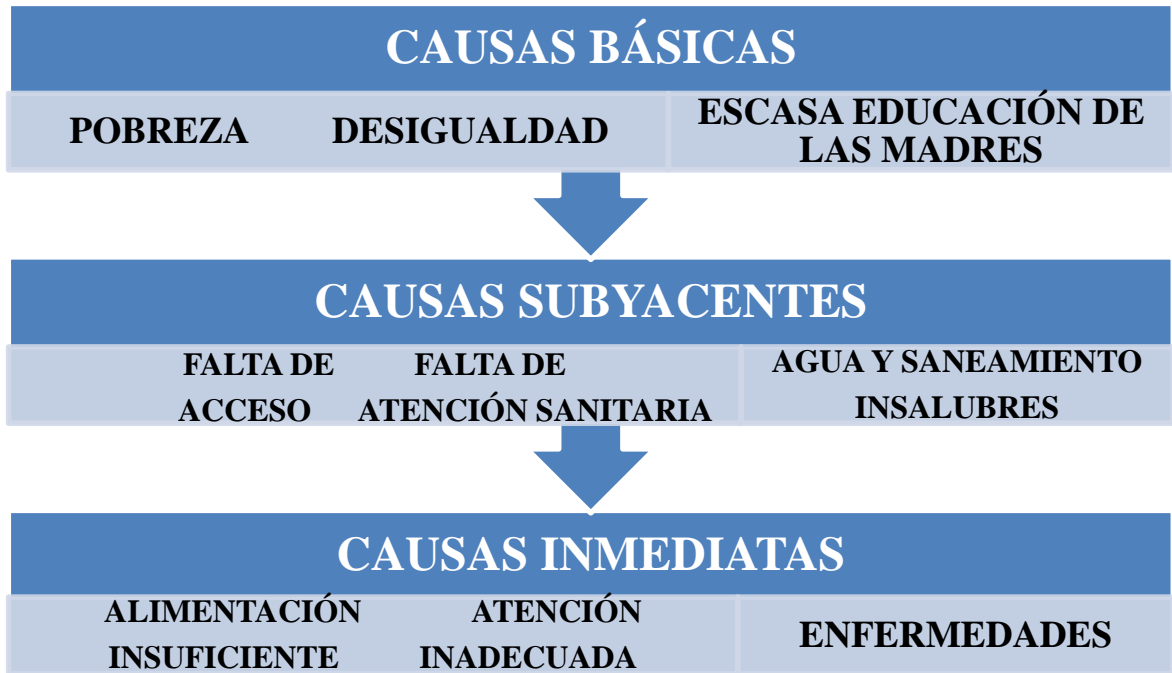 CAUSAS BÁSICAS
POBREZA DESIGUALDAD
ESCASA EDUCACIÓN DE
LAS MADRES
CAUSAS SUBYACENTES
FALTA DE FALTA DE
ACCESO ATENCIÓN SANITARIA
AGUA Y SANEAMIENTO
INSALUBRES
CAUSAS INMEDIATAS
ALIMENTACIÓN ATENCIÓN
INSUFICIENTE INADECUADA
ENFERMEDADES